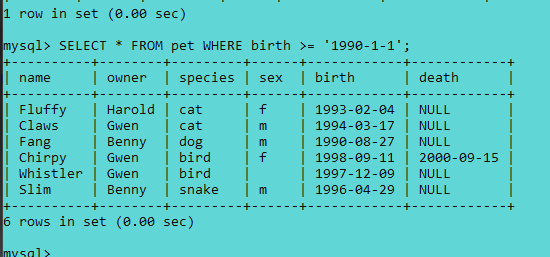 1 row in set (0.00 sec)
mysql> SELECT * FROM pet WHERE birth >= '1990-1-1';
+----------+--------+---------+------+------------+------------+
| name     | owner  | species | sex  | birth      | death      |
+----------+--------+---------+------+------------+------------+
| Fluffy   | Harold | cat     | f    | 1993-02-04 | NULL       |
| Claws    | Gwen   | cat     | m    | 1994-03-17 | NULL       |
| Fang     | Benny  | dog     | m    | 1990-08-27 | NULL       |
| Chirpy   | Gwen   | bird    | f    | 1998-09-11 | 2000-09-15 |
| Whistler | Gwen   | bird    |      | 1997-12-09 | NULL       |
| Slim     | Benny  | snake   | m    | 1996-04-29 | NULL       |
+----------+--------+---------+------+------------+------------+
6 rows in set (0.00 sec)
mysql>